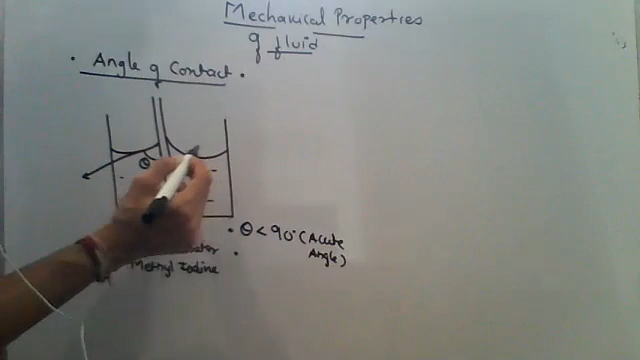 Mechanical Properties
of fluid
• Angle of Contact •
θ
• θ < 90° (Acute
Angle)
Methyl Iodine •